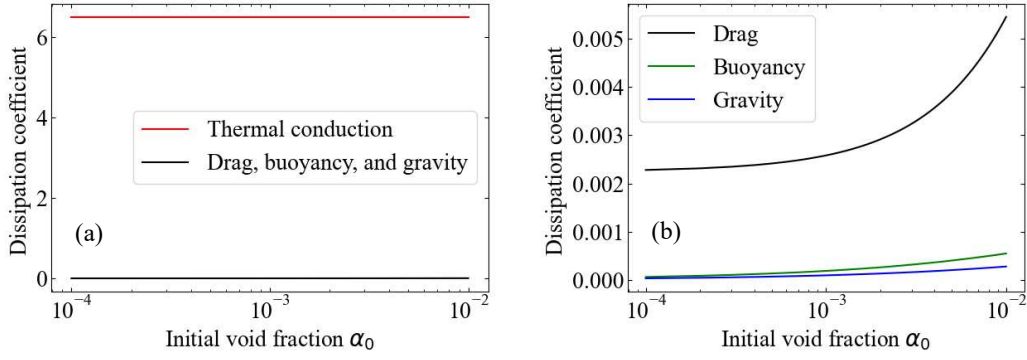 Dissipation coefficient
6
4
2
0
Thermal conduction
Drag, buoyancy, and gravity
(a)
10⁻⁴
10⁻³
10⁻²
Initial void fraction α₀
Dissipation coefficient
0.005
0.004
0.003
0.002
0.001
0.000
Drag
Buoyancy
Gravity
(b)
10⁻⁴
10⁻³
10⁻²
Initial void fraction α₀